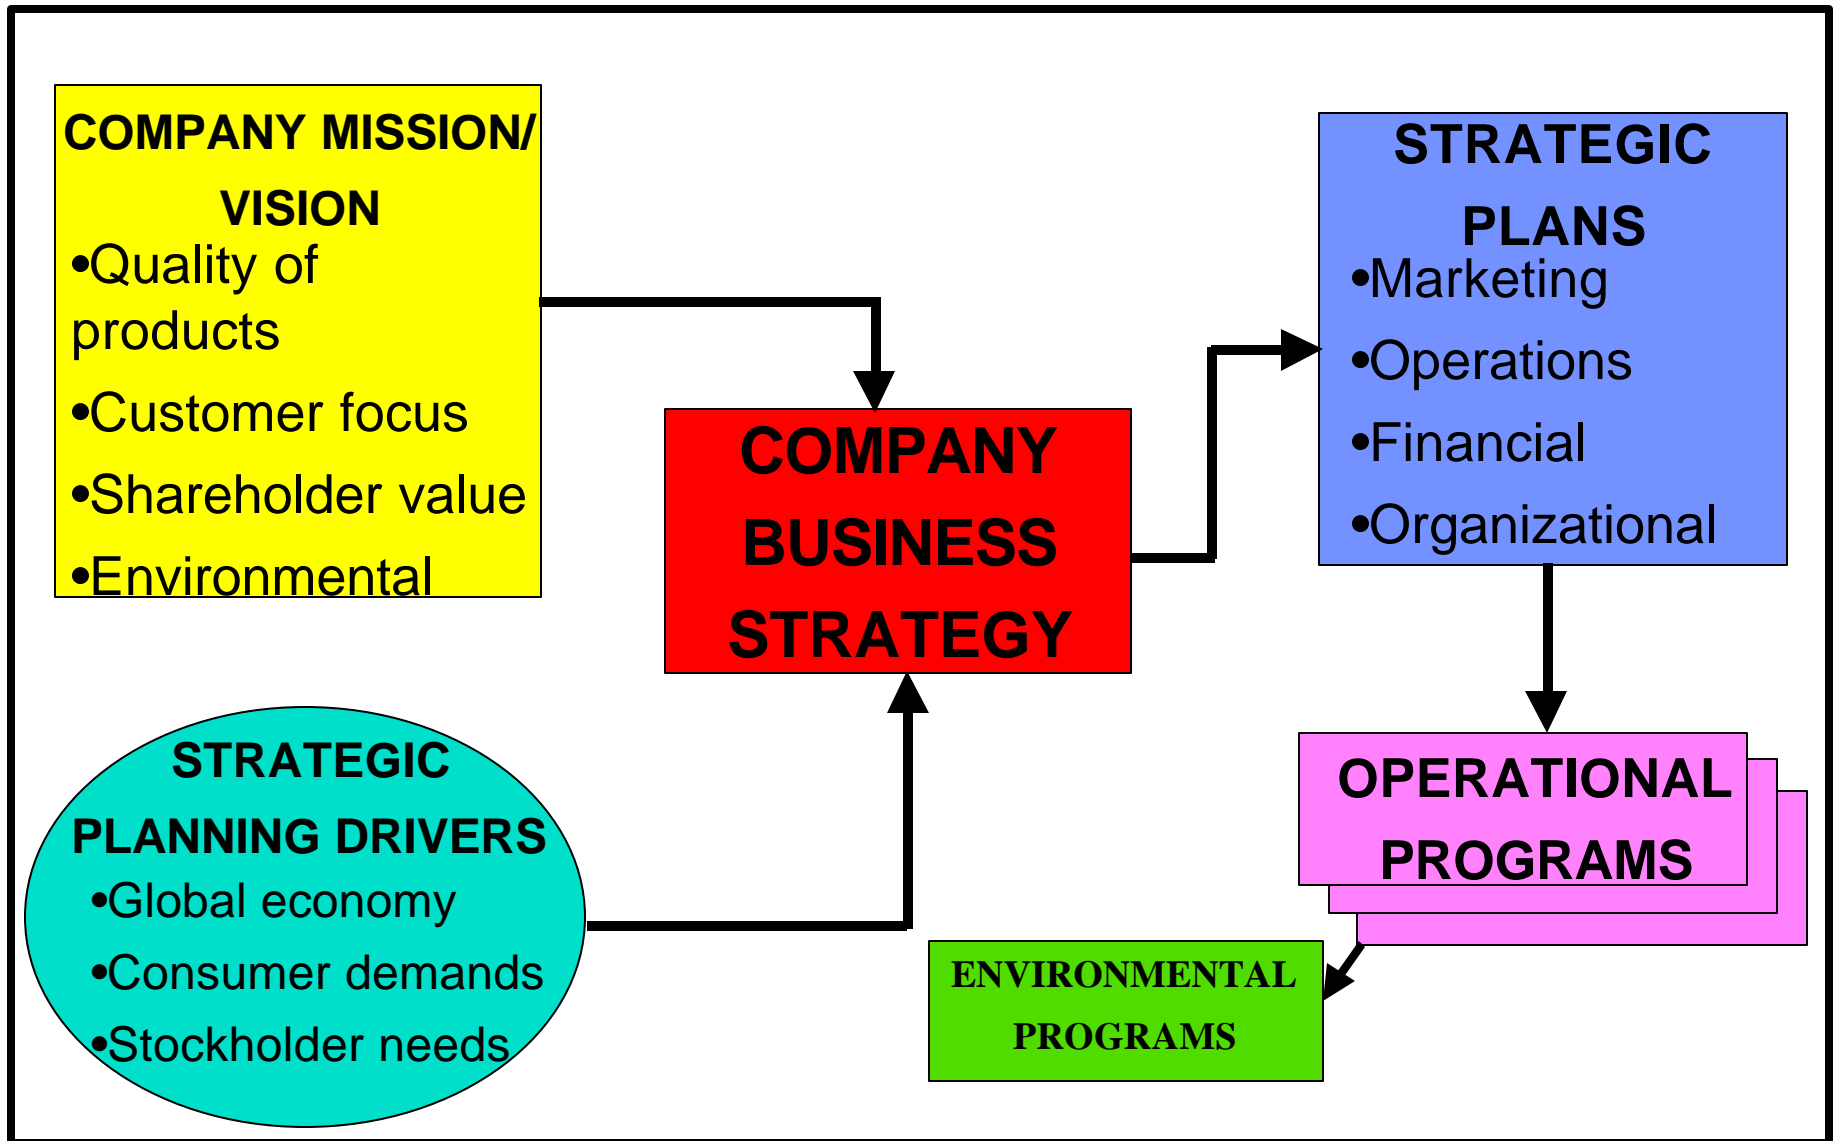 COMPANY MISSION/
VISION
•Quality of
products
•Customer focus
•Shareholder value
•Environmental
STRATEGIC
PLANNING DRIVERS
•Global economy
•Consumer demands
•Stockholder needs
COMPANY
BUSINESS
STRATEGY
STRATEGIC
PLANS
•Marketing
•Operations
•Financial
•Organizational
OPERATIONAL
PROGRAMS
ENVIRONMENTAL
PROGRAMS